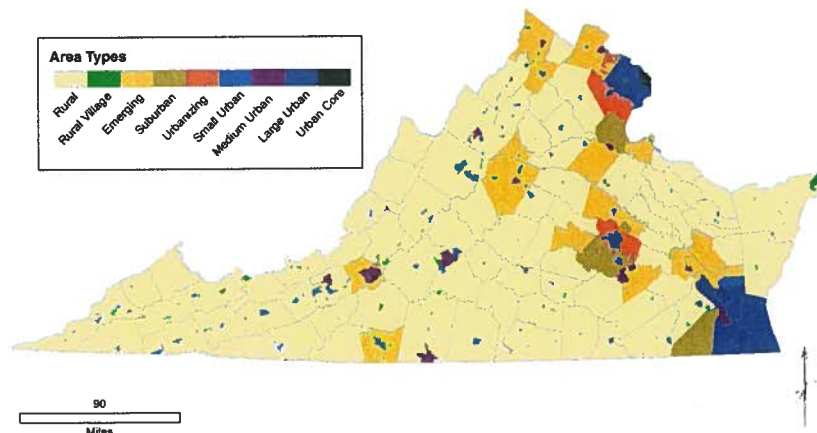 Area Types
Rural
Rural Village
Emerging
Suburban
Urbanizing
Small Urban
Medium Urban
Large Urban
Urban Core
90
Miles